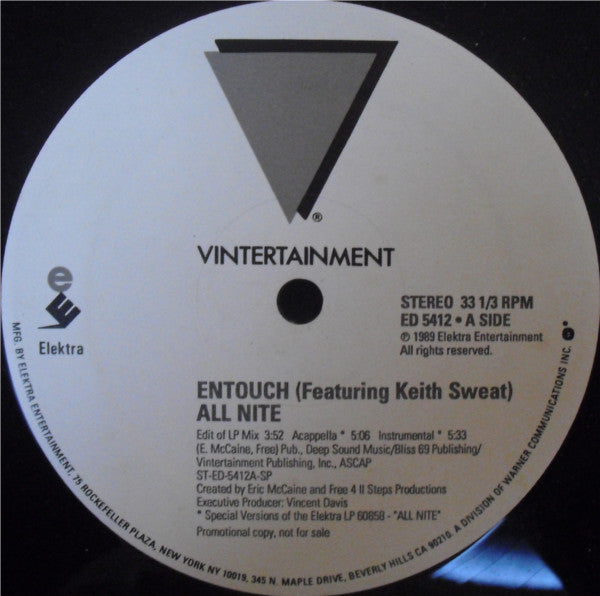 ®
VINTERTAINMENT
e
Elektra
STEREO 33 1/3 RPM
ED 5412 • A SIDE
℗ 1989 Elektra Entertainment
All rights reserved.
ENTOUCH (Featuring Keith Sweat)
ALL NITE
Edit of LP Mix 3:52 Acappella * 5:06 Instrumental * 5:33
(E. McCaine, Free) Pub., Deep Sound Music/Bliss 69 Publishing/
Vintertainment Publishing, Inc., ASCAP
ST-ED-5412A-SP
Created by Eric McCaine and Free 4 II Steps Productions
Executive Producer: Vincent Davis
* Special Versions of the Elektra LP 60858 - "ALL NITE"
Promotional copy, not for sale
MFG. BY ELEKTRA ENTERTAINMENT, 75 ROCKEFELLER PLAZA, NEW YORK NY 10019, 345 N. MAPLE DRIVE, BEVERLY HILLS CA 90210. A DIVISION OF WARNER COMMUNICATIONS INC.